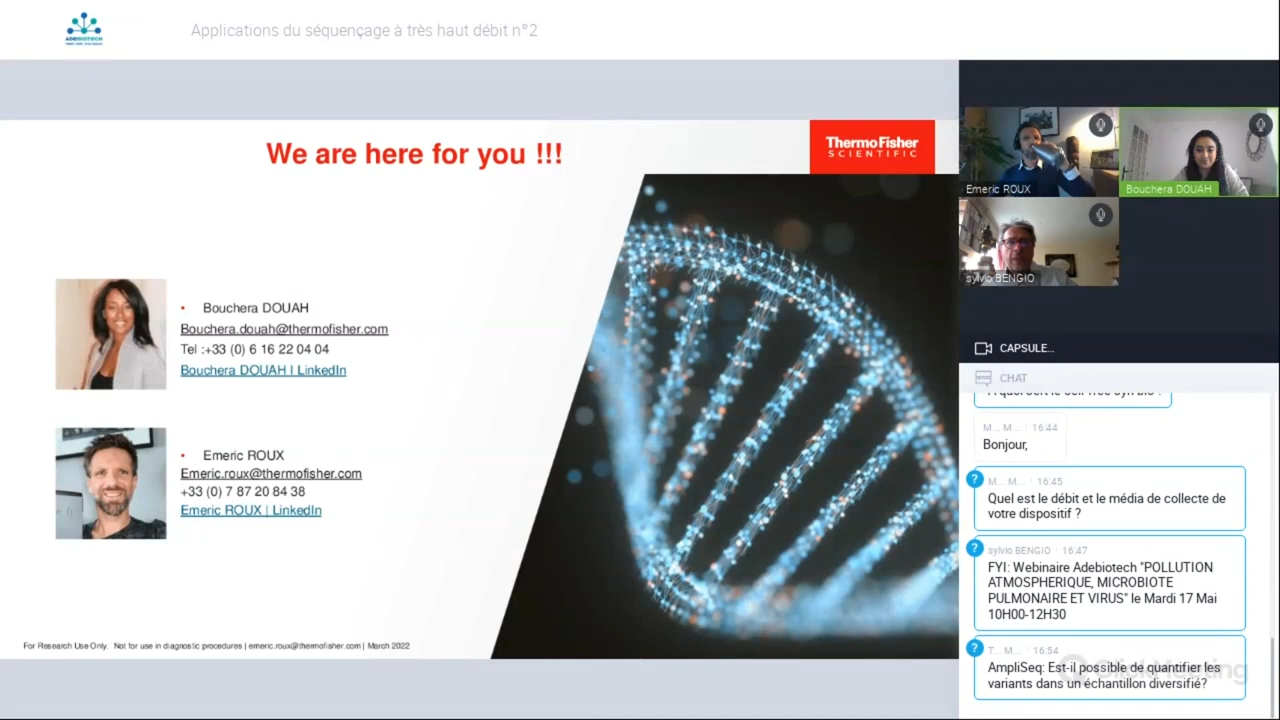 ADEBIOTECH
Applications du séquençage à très haut débit n°2
We are here for you !!!
ThermoFisher
SCIENTIFIC
• Bouchera DOUAH
Bouchera.douah@thermofisher.com
Tel :+33 (0) 6 16 22 04 04
Bouchera DOUAH | LinkedIn
• Emeric ROUX
Emeric.roux@thermofisher.com
+33 (0) 7 87 20 84 38
Emeric ROUX | LinkedIn
For Research Use Only. Not for use in diagnostic procedures | emeric.roux@thermofisher.com | March 2022
Emeric ROUX
Bouchera DOUAH
sylvio BENGIO
CAPSULE...
CHAT
M... M... 16:44
Bonjour,
? M... M... 16:45
Quel est le débit et le média de collecte de
votre dispositif ?
? sylvio BENGIO 16:47
FYI: Webinaire Adebiotech "POLLUTION
ATMOSPHERIQUE, MICROBIOTE
PULMONAIRE ET VIRUS" le Mardi 17 Mai
10H00-12H30
? T... M... 16:54
AmpliSeq: Est-il possible de quantifier les
variants dans un échantillon diversifié?
ClickMeeting